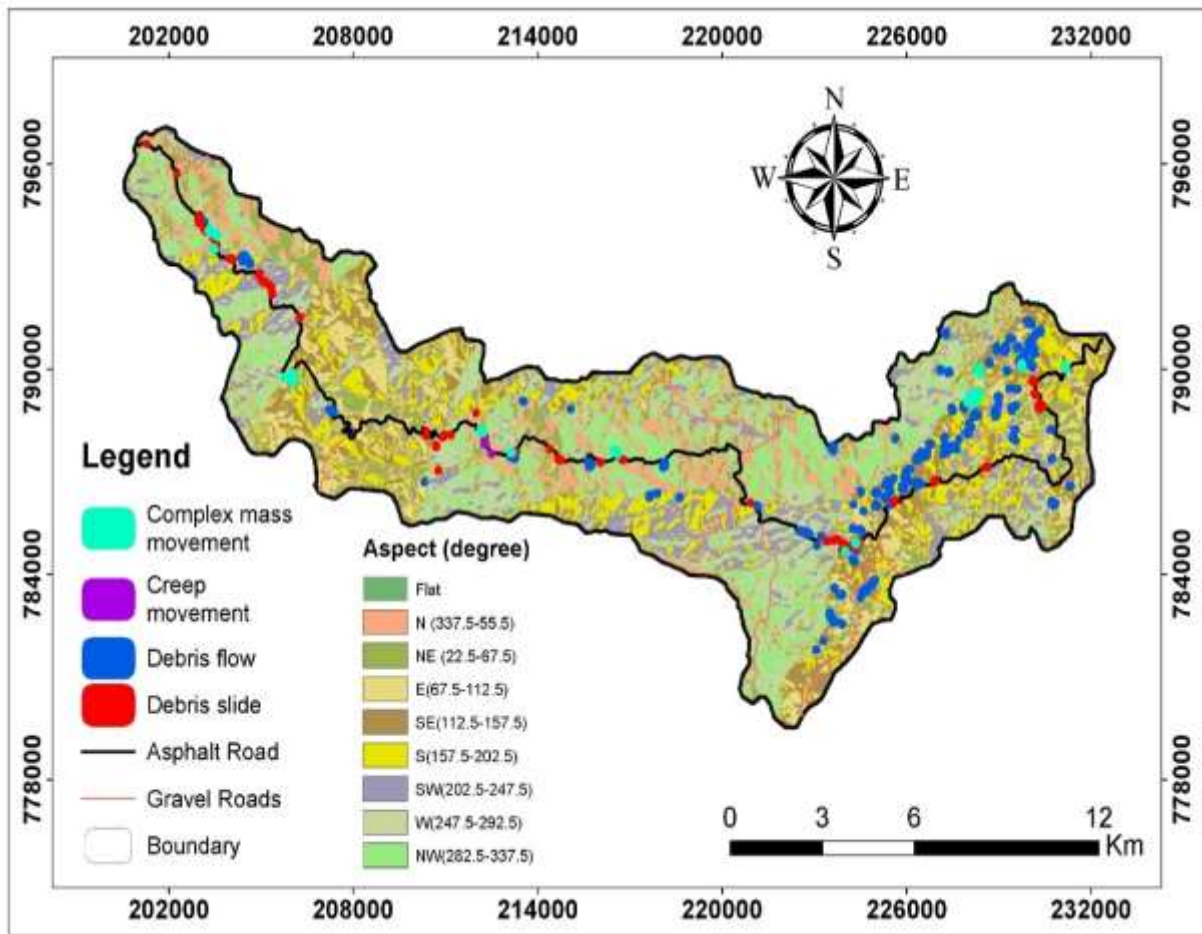 202000 208000 214000 220000 226000 232000
N
W E
S
796000 796000
790000 790000
784000 784000
778000 778000
Legend
Complex mass
movement
Creep
movement
Debris flow
Debris slide
Asphalt Road
Gravel Roads
Boundary
Aspect (degree)
Flat
N (337.5-55.5)
NE (22.5-67.5)
E(67.5-112.5)
SE(112.5-157.5)
S(157.5-202.5)
SW(202.5-247.5)
W(247.5-292.5)
NW(282.5-337.5)
0 3 6 12
Km
202000 208000 214000 220000 226000 232000